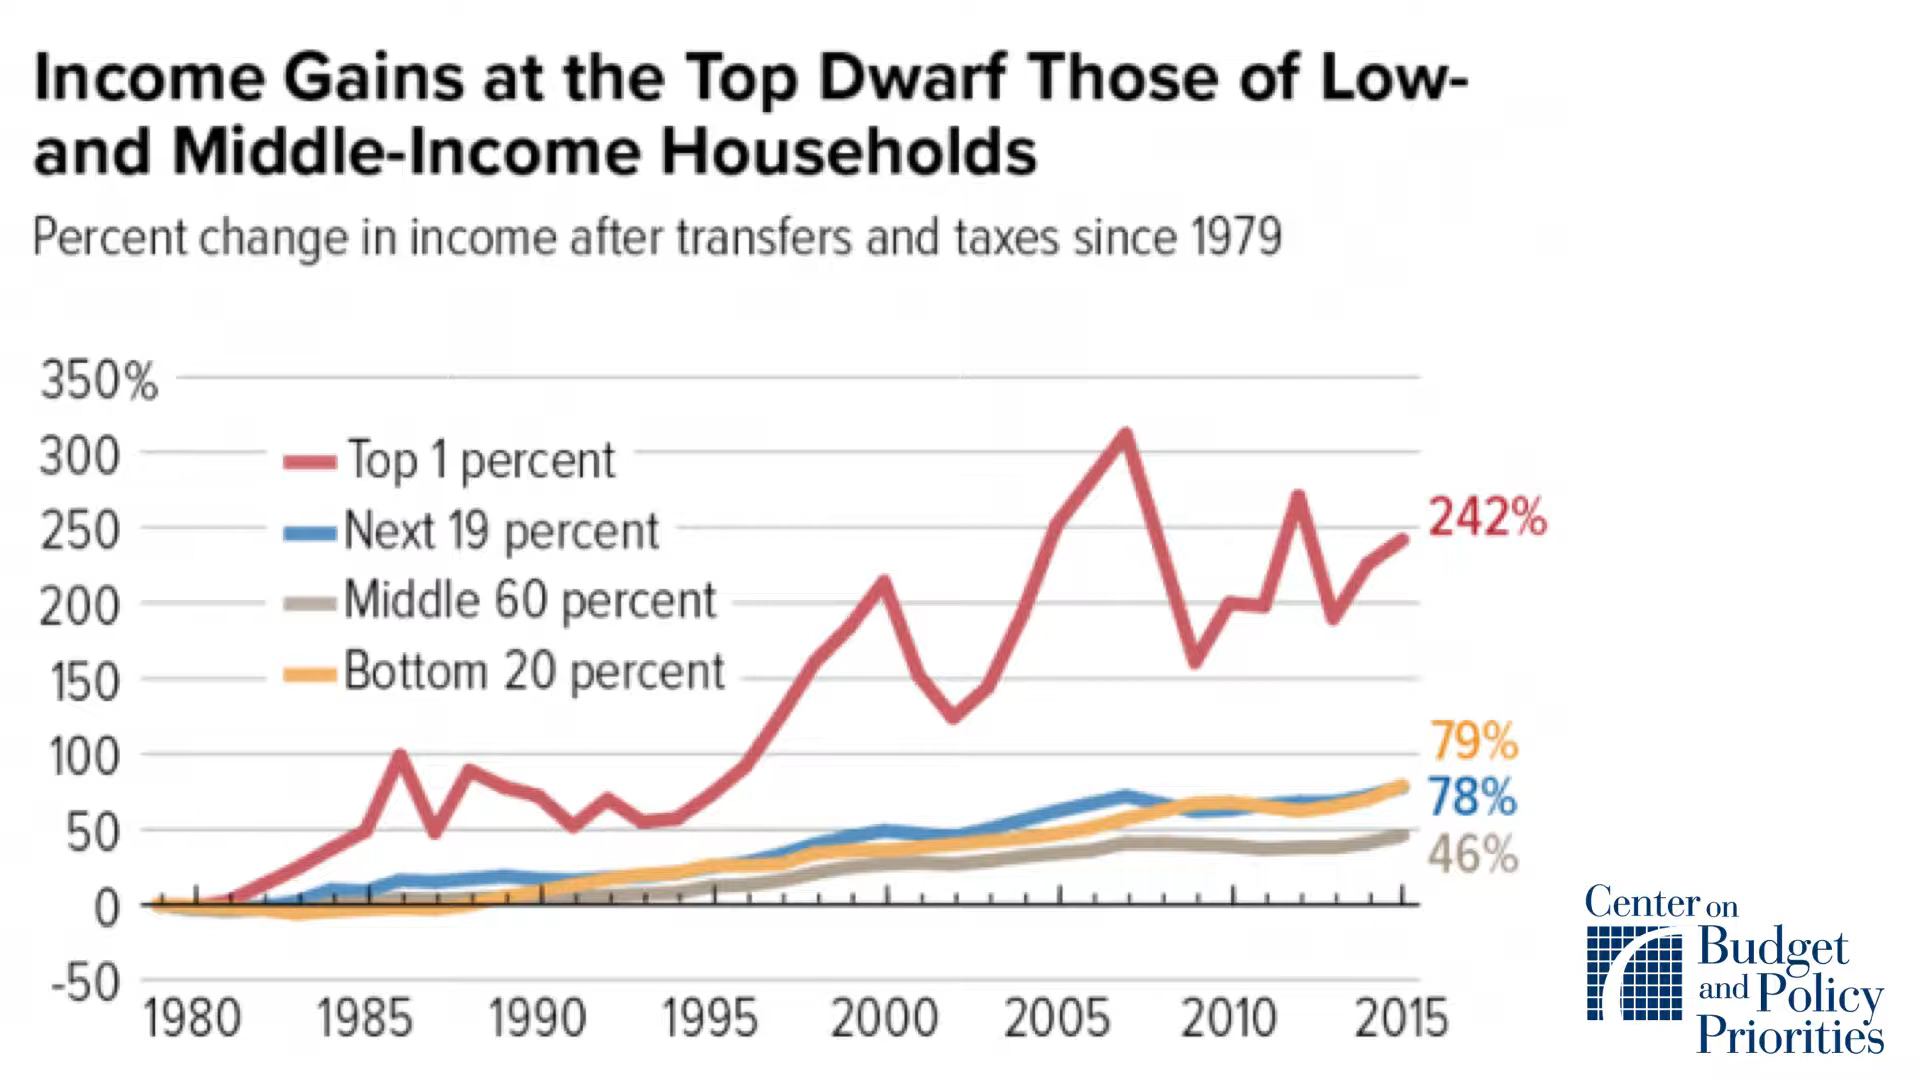 Income Gains at the Top Dwarf Those of Low-
and Middle-Income Households
Percent change in income after transfers and taxes since 1979
350%
300
250
200
150
100
50
0
-50
Top 1 percent
Next 19 percent
Middle 60 percent
Bottom 20 percent
242%
79%
78%
46%
1980 1985 1990 1995 2000 2005 2010 2015
Center on
Budget
and Policy
Priorities